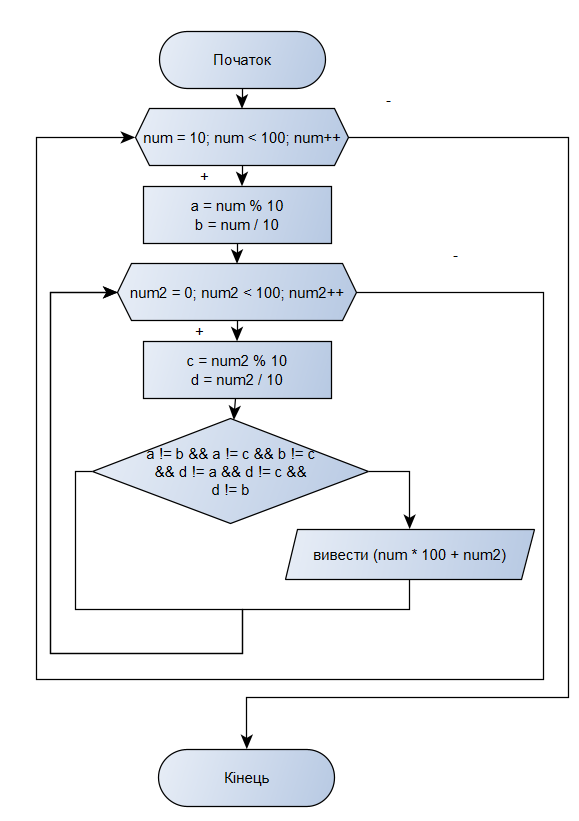 Початок
-
num = 10; num < 100; num++
+
a = num % 10
b = num / 10
-
num2 = 0; num2 < 100; num2++
+
c = num2 % 10
d = num2 / 10
a != b && a != c && b != c
&& d != a && d != c &&
d != b
вивести (num * 100 + num2)
Кінець